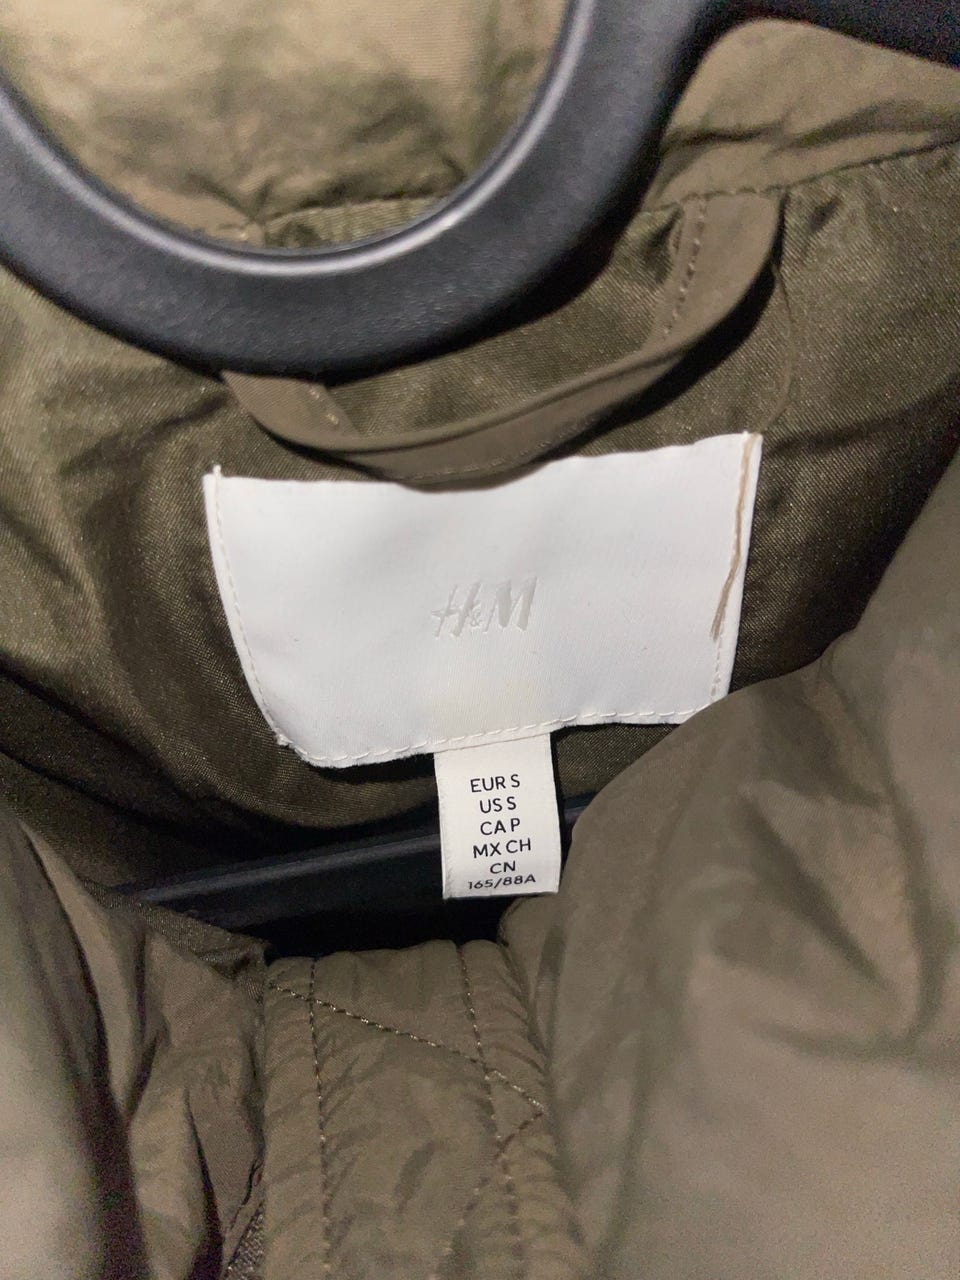 H&M
EUR S
US S
CA P
MX CH
CN
165/88A